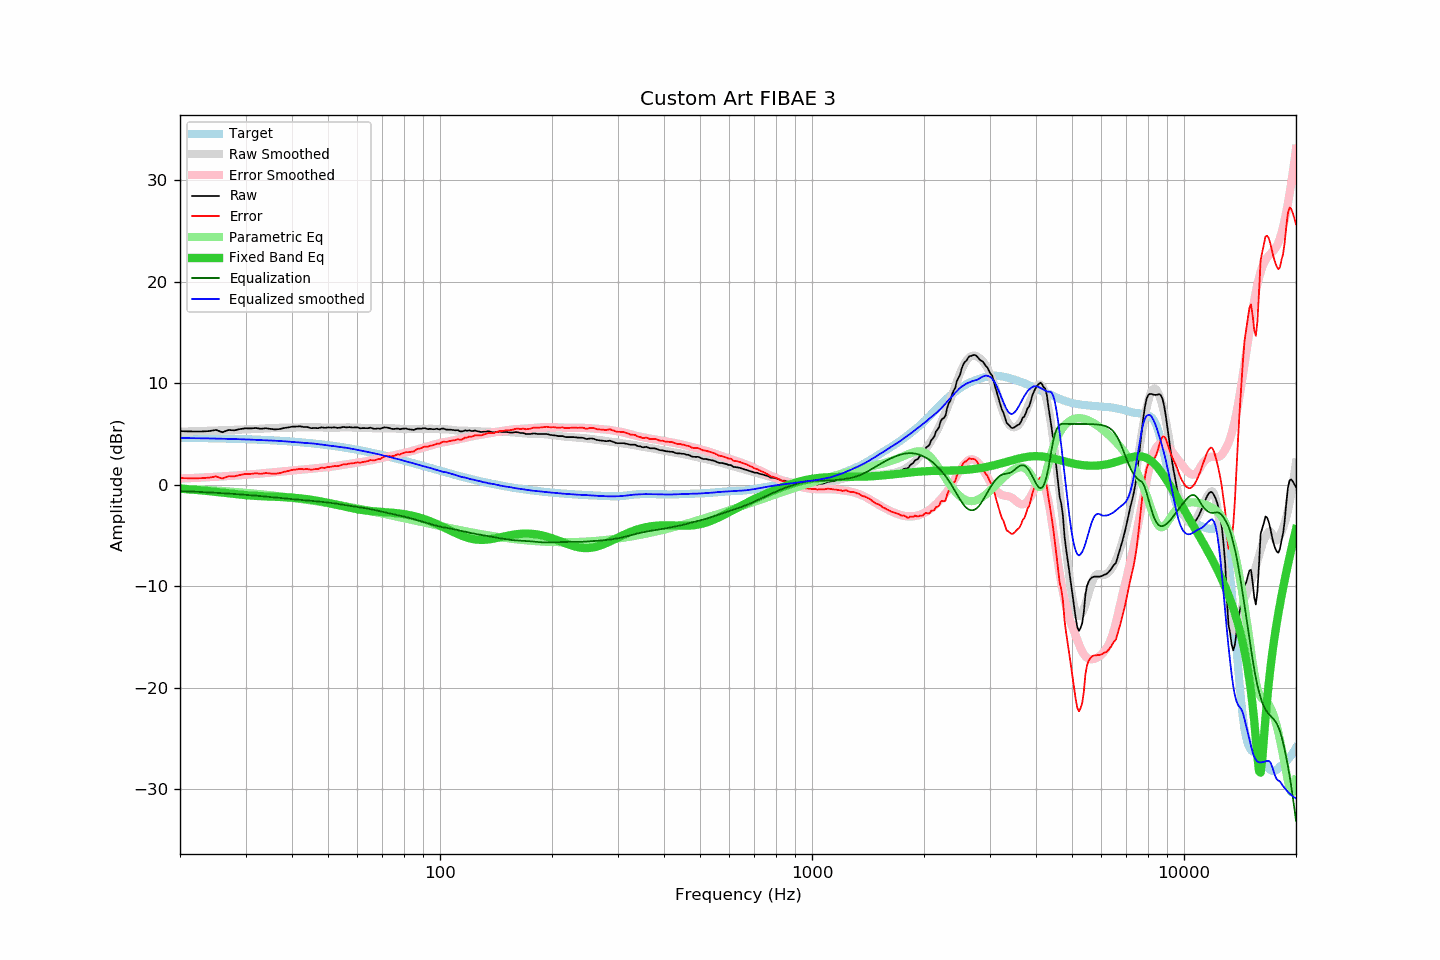 Custom Art FIBAE 3
Target
Raw Smoothed
Error Smoothed
Raw
Error
Parametric Eq
Fixed Band Eq
Equalization
Equalized smoothed
Amplitude (dBr)
30
20
10
0
−10
−20
−30
100
1000
10000
Frequency (Hz)